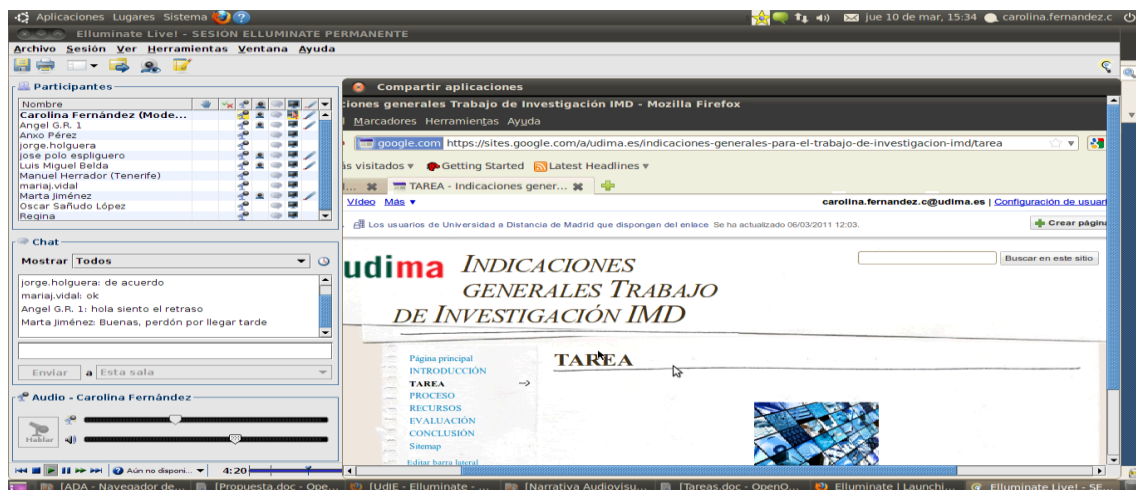 Aplicaciones Lugares Sistema
jue 10 de mar, 15:34 carolina.fernandez.c
Elluminate Live! - SESION ELLUMINATE PERMANENTE
Archivo Sesión Ver Herramientas Ventana Ayuda
Participantes
Nombre
Carolina Fernández (Mode...
Angel G.R. 1
Anxo Pérez
jorge.holguera
jose polo espliguero
Luis Miguel Belda
Manuel Herrador (Tenerife)
mariaj.vidal
Marta Jiménez
Oscar Sañudo López
Regina
Chat
Mostrar Todos
jorge.holguera: de acuerdo
mariaj.vidal: ok
Angel G.R. 1: hola siento el retraso
Marta Jiménez: Buenas, perdón por llegar tarde
Enviar a Esta sala
Audio - Carolina Fernández
Hablar
Aún no disponi... 4:20
Compartir aplicaciones
ciones generales Trabajo de Investigación IMD - Mozilla Firefox
Marcadores Herramientas Ayuda
google.com https://sites.google.com/a/udima.es/indicaciones-generales-para-el-trabajo-de-investigacion-imd/tarea
ás visitados Getting Started Latest Headlines
I... TAREA - Indicaciones gener...
Vídeo Más carolina.fernandez.c@udima.es | Configuración de usuari
Los usuarios de Universidad a Distancia de Madrid que dispongan del enlace Se ha actualizado 06/03/2011 12:03. Crear página
udima INDICACIONES GENERALES TRABAJO DE INVESTIGACIÓN IMD
Buscar en este sitio
Página principal
INTRODUCCIÓN
TAREA
PROCESO
RECURSOS
EVALUACIÓN
CONCLUSIÓN
Sitemap
Editar barra lateral
TAREA
[ADA - Navegador de... [Propuesta.doc - Ope... [UdIE - Elluminate - ... [Narrativa Audiovisu... [Tareas.doc - OpenO... Elluminate | Launchi... Elluminate Live! - SE...